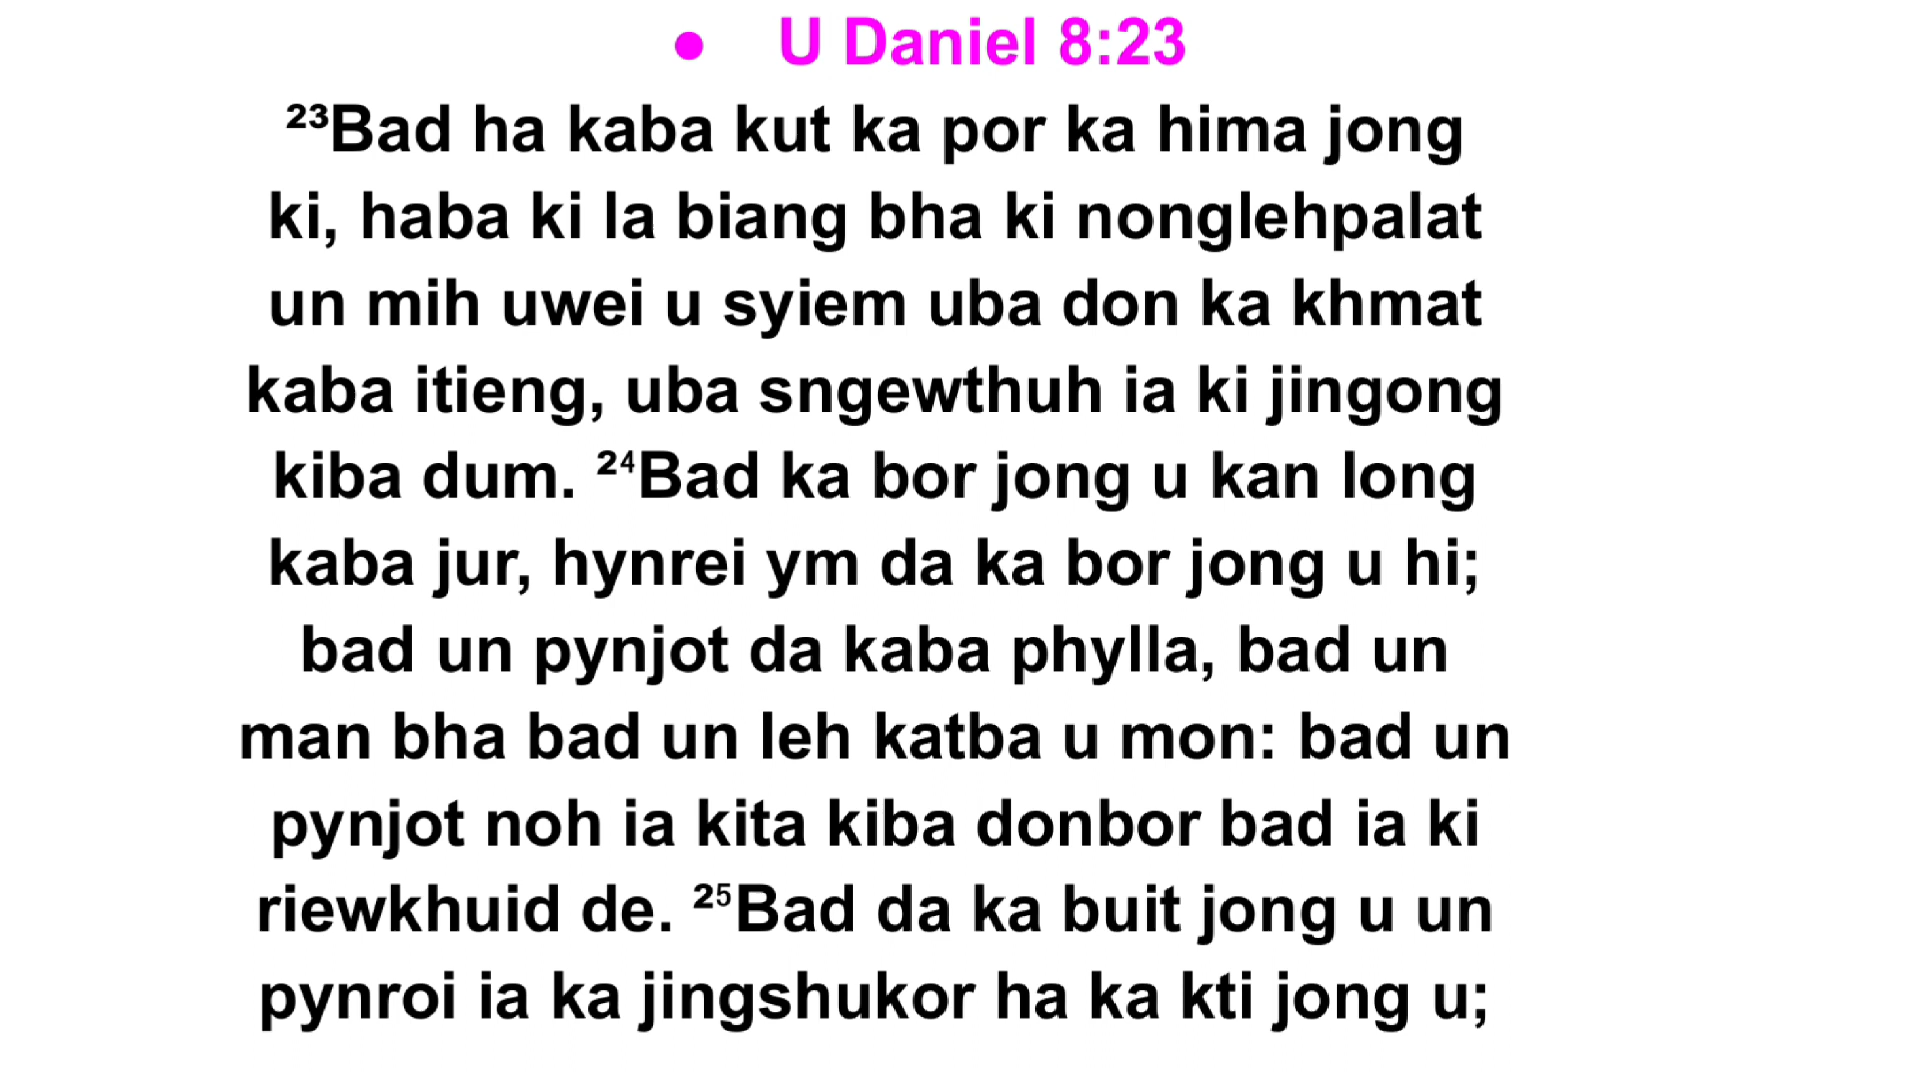 • U Daniel 8:23
²³Bad ha kaba kut ka por ka hima jong
ki, haba ki la biang bha ki nonglehpalat
un mih uwei u syiem uba don ka khmat
kaba itieng, uba sngewthuh ia ki jingong
kiba dum. ²⁴Bad ka bor jong u kan long
kaba jur, hynrei ym da ka bor jong u hi;
bad un pynjot da kaba phylla, bad un
man bha bad un leh katba u mon: bad un
pynjot noh ia kita kiba donbor bad ia ki
riewkhuid de. ²⁵Bad da ka buit jong u un
pynroi ia ka jingshukor ha ka kti jong u;